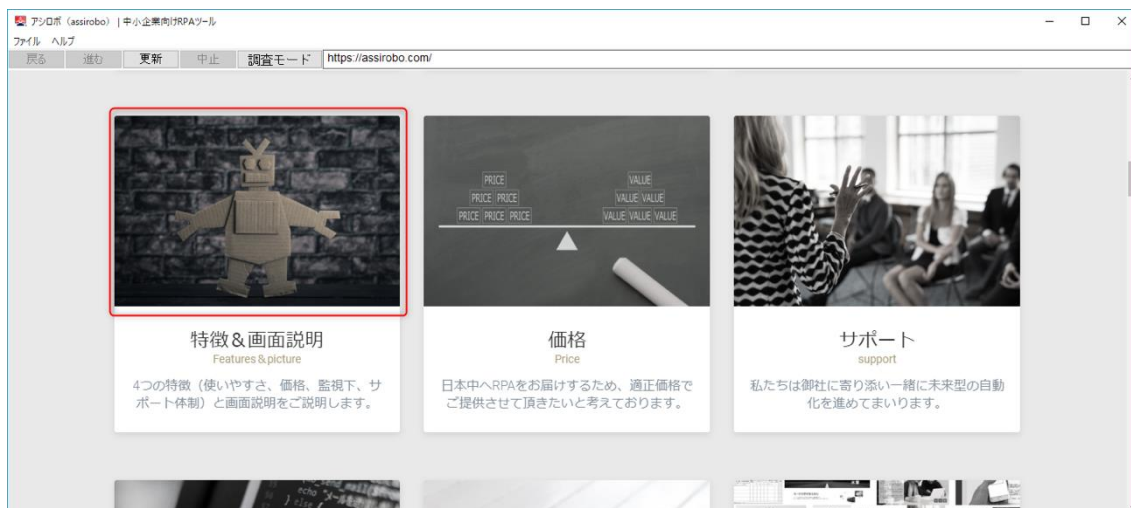 アシロボ（assirobo）|中小企業向けRPAツール
ファイル ヘルプ
戻る 進む 更新 中止 調査モード https://assirobo.com/
PRICE
PRICE PRICE
PRICE PRICE PRICE
VALUE
VALUE VALUE
VALUE VALUE VALUE
特徴＆画面説明
Features & picture
4つの特徴（使いやすさ、価格、監視下、サ
ポート体制）と画面説明をご説明します。
価格
Price
日本中へRPAをお届けするため、適正価格で
ご提供させて頂きたいと考えております。
サポート
support
私たちは御社に寄り添い一緒に未来型の自動
化を進めてまいります。
echo